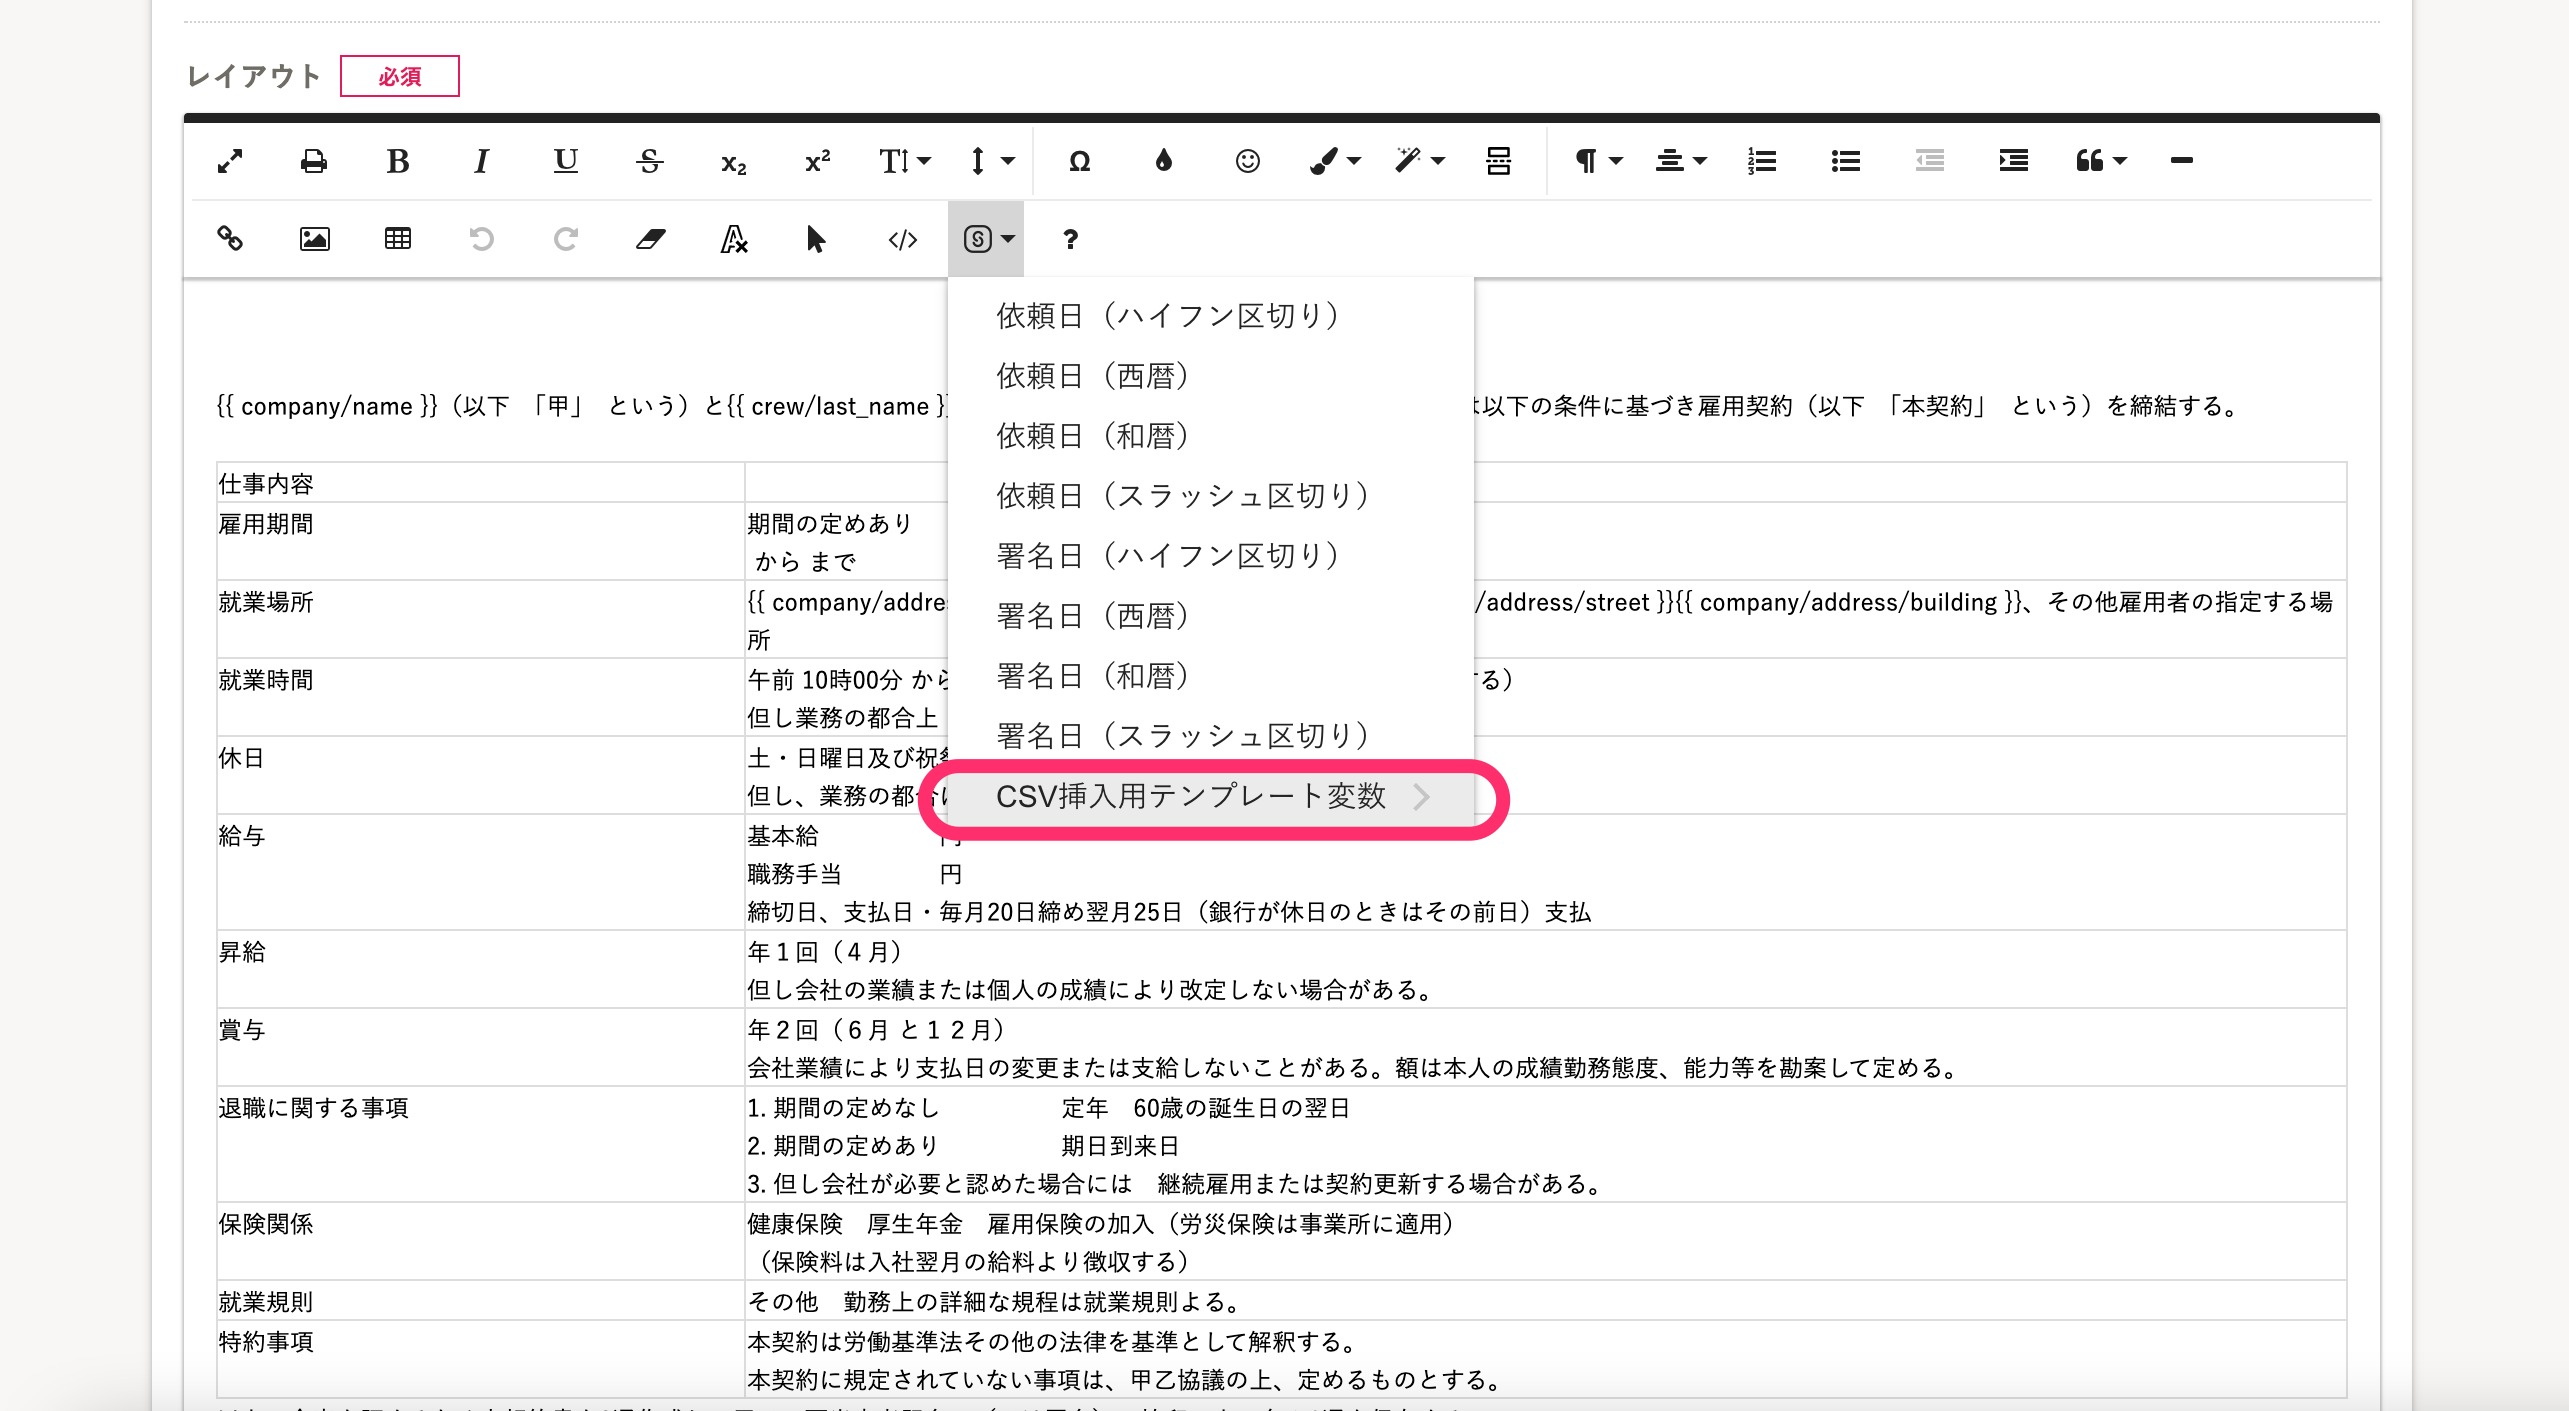 レイアウト 必須
依頼日（ハイフン区切り）
依頼日（西暦）
依頼日（和暦）
依頼日（スラッシュ区切り）
署名日（ハイフン区切り）
署名日（西暦）
署名日（和暦）
署名日（スラッシュ区切り）
CSV挿入用テンプレート変数
{{ company/name }}（以下 「甲」 という）と{{ crew/last_name }} 以下の条件に基づき雇用契約（以下 「本契約」 という）を締結する。
仕事内容
雇用期間 期間の定めあり
から まで
就業場所 {{ company/addre /address/street }}{{ company/address/building }}、その他雇用者の指定する場
所
就業時間 午前 10時00分 から する）
但し業務の都合上
休日 土・日曜日及び祝
但し、業務の都合
給与 基本給 円
職務手当 円
締切日、支払日・毎月20日締め翌月25日（銀行が休日のときはその前日）支払
昇給 年１回（４月）
但し会社の業績または個人の成績により改定しない場合がある。
賞与 年２回（６月 と１２月）
会社業績により支払日の変更または支給しないことがある。額は本人の成績勤務態度、能力等を勘案して定める。
退職に関する事項 1. 期間の定めなし 定年 60歳の誕生日の翌日
2. 期間の定めあり 期日到来日
3. 但し会社が必要と認めた場合には 継続雇用または契約更新する場合がある。
保険関係 健康保険 厚生年金 雇用保険の加入（労災保険は事業所に適用）
（保険料は入社翌月の給料より徴収する）
就業規則 その他 勤務上の詳細な規程は就業規則よる。
特約事項 本契約は労働基準法その他の法律を基準として解釈する。
本契約に規定されていない事項は、甲乙協議の上、定めるものとする。